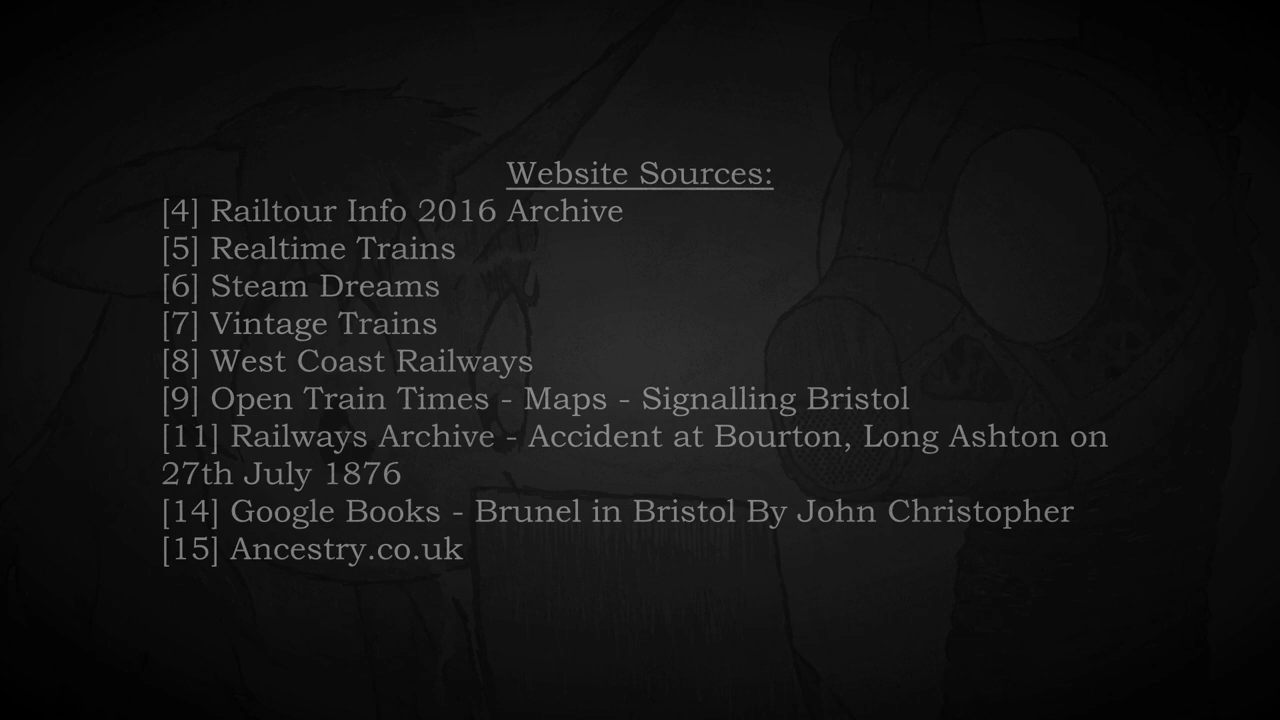 Website Sources:
[4] Railtour Info 2016 Archive
[5] Realtime Trains
[6] Steam Dreams
[7] Vintage Trains
[8] West Coast Railways
[9] Open Train Times - Maps - Signalling Bristol
[11] Railways Archive - Accident at Bourton, Long Ashton on
27th July 1876
[14] Google Books - Brunel in Bristol By John Christopher
[15] Ancestry.co.uk